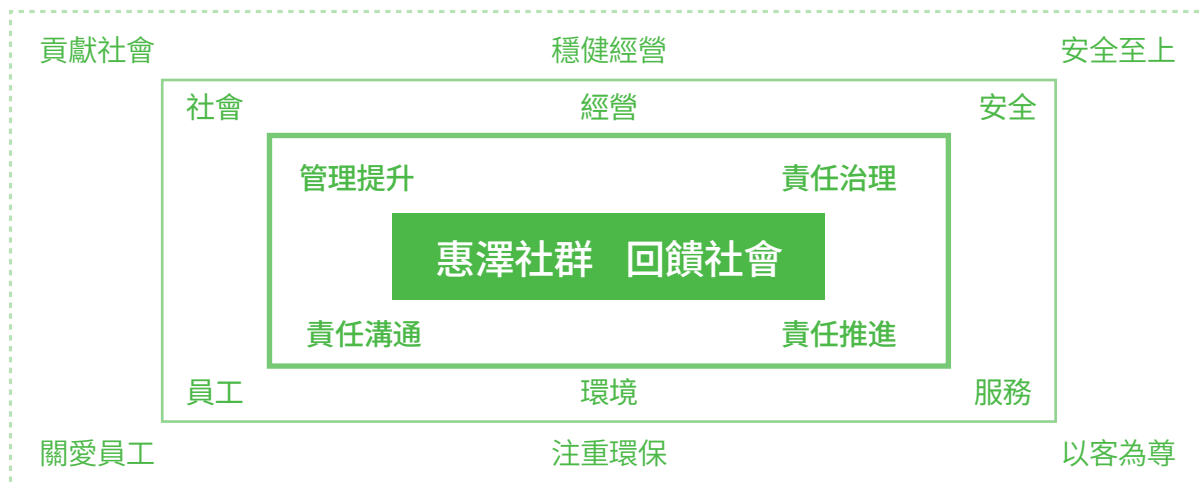 貢獻社會 穩健經營 安全至上
社會 經營 安全
管理提升 責任治理
惠澤社群 回饋社會
責任溝通 責任推進
員工 環境 服務
關愛員工 注重環保 以客為尊